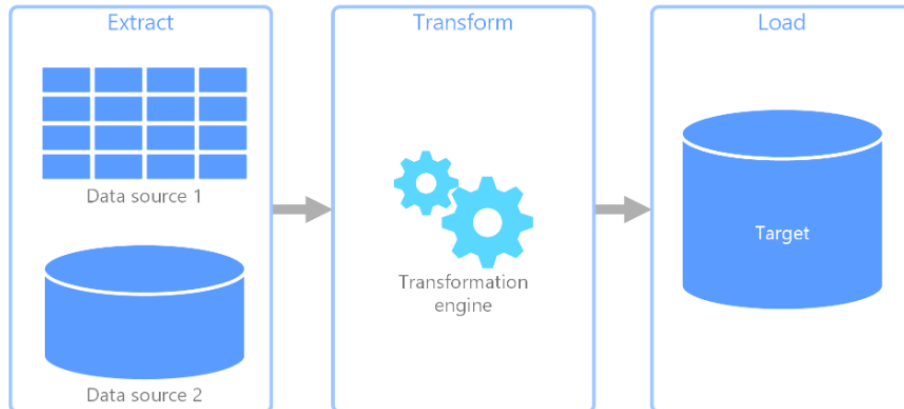 Extract
Data source 1
Data source 2
Transform
Transformation
engine
Load
Target